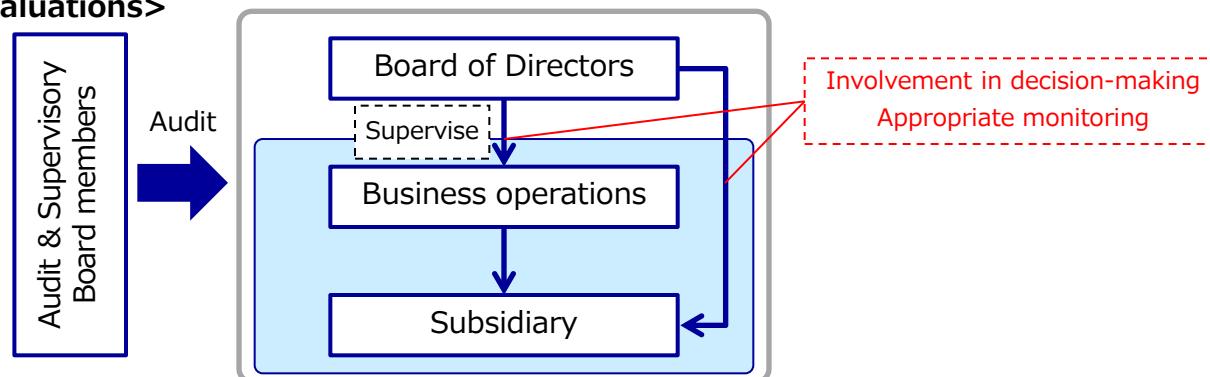 aluations>
Audit & Supervisory
Board members
Audit
Board of Directors
Supervise
Business operations
Subsidiary
Involvement in decision-making
Appropriate monitoring